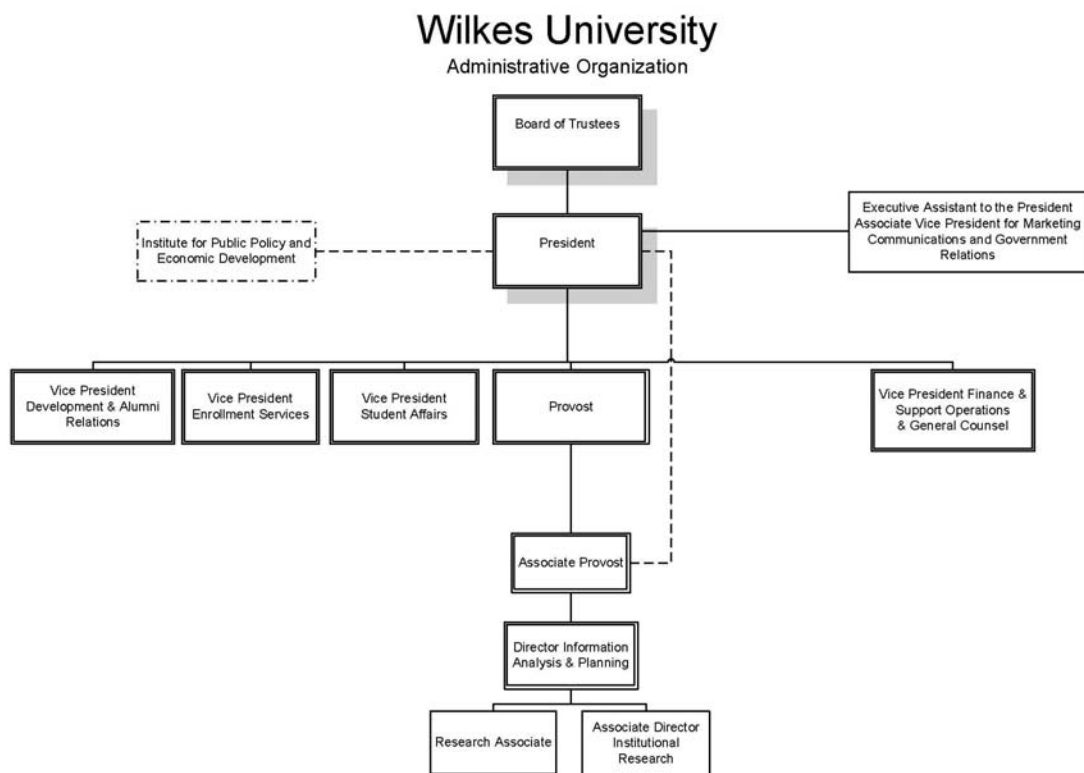 Wilkes University
Administrative Organization
Board of Trustees
Executive Assistant to the President
Associate Vice President for Marketing
Communications and Government
Relations
Institute for Public Policy and
Economic Development
President
Vice President
Development & Alumni
Relations
Vice President
Enrollment Services
Vice President
Student Affairs
Provost
Vice President Finance &
Support Operations
& General Counsel
Associate Provost
Director Information
Analysis & Planning
Research Associate
Associate Director
Institutional
Research